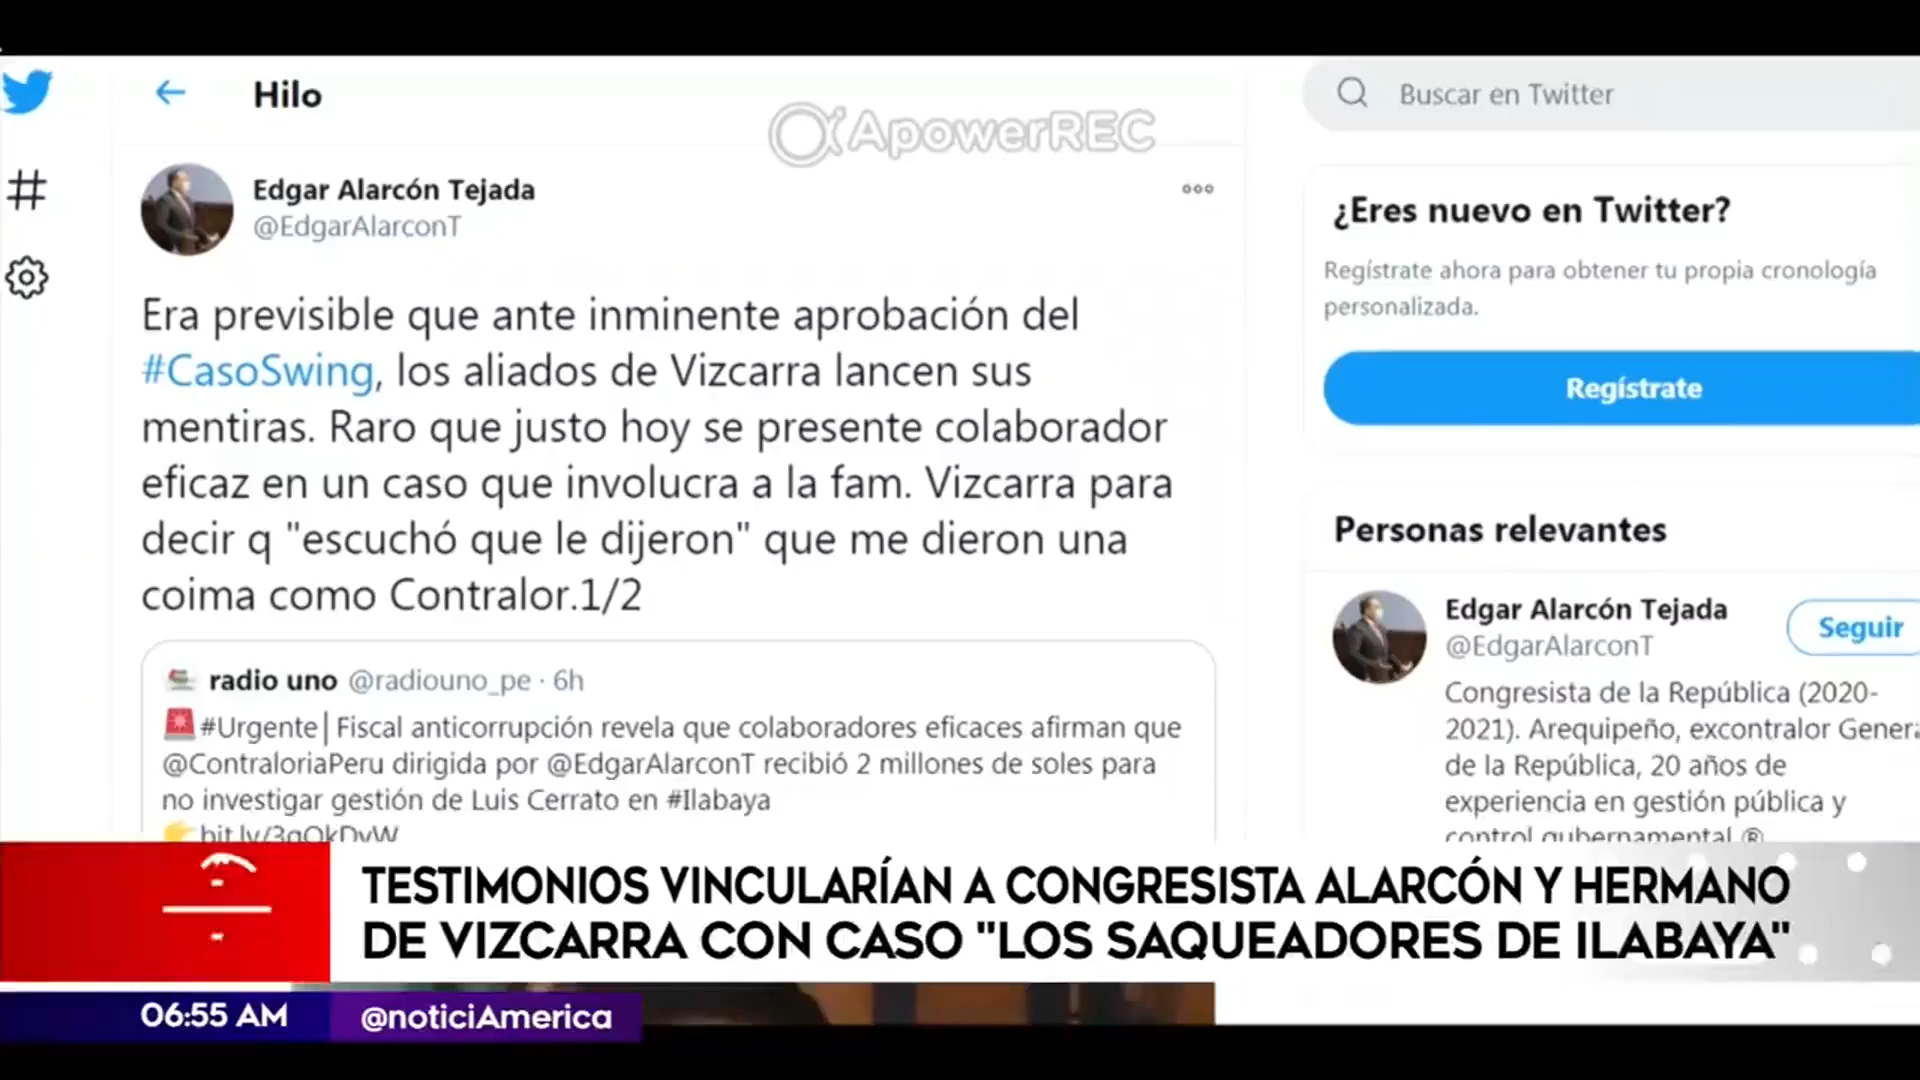 Hilo
ApowerREC
Buscar en Twitter
Edgar Alarcón Tejada
@EdgarAlarconT
Era previsible que ante inminente aprobación del
#CasoSwing, los aliados de Vizcarra lancen sus
mentiras. Raro que justo hoy se presente colaborador
eficaz en un caso que involucra a la fam. Vizcarra para
decir q "escuchó que le dijeron" que me dieron una
coima como Contralor.1/2
radio uno @radiouno_pe · 6h
#Urgente│Fiscal anticorrupción revela que colaboradores eficaces afirman que
@ContraloriaPeru dirigida por @EdgarAlarconT recibió 2 millones de soles para
no investigar gestión de Luis Cerrato en #Ilabaya
¿Eres nuevo en Twitter?
Regístrate ahora para obtener tu propia cronología
personalizada.
Regístrate
Personas relevantes
Edgar Alarcón Tejada
@EdgarAlarconT
Seguir
Congresista de la República (2020-
2021). Arequipeño, excontralor Genera
de la República, 20 años de
experiencia en gestión pública y
control gubernamental ®
TESTIMONIOS VINCULARÍAN A CONGRESISTA ALARCÓN Y HERMANO
DE VIZCARRA CON CASO "LOS SAQUEADORES DE ILABAYA"
06:55 AM
@noticiAmerica